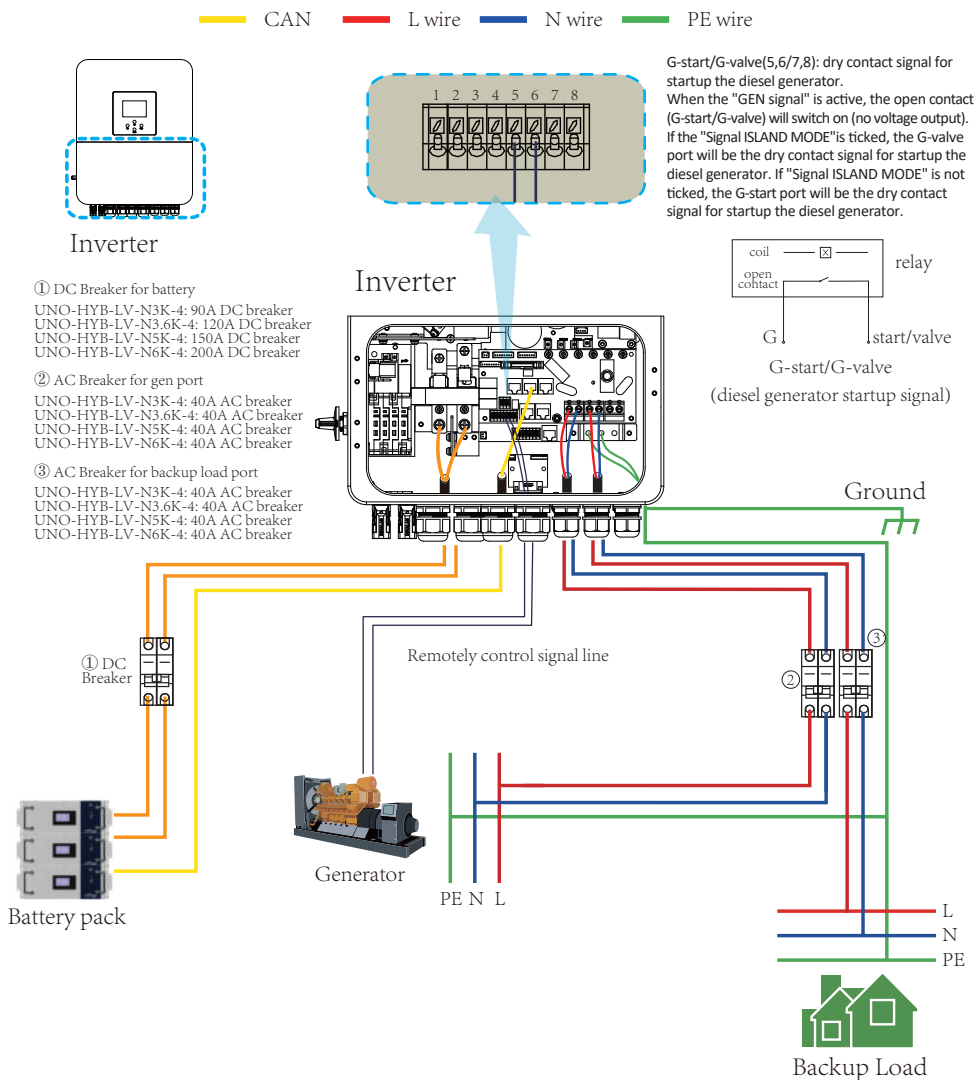 CAN
L wire
N wire
PE wire
G-start/G-valve(5,6/7,8): dry contact signal for
startup the diesel generator.
When the "GEN signal" is active, the open contact
(G-start/G-valve) will switch on (no voltage output).
If the "Signal ISLAND MODE"is ticked, the G-valve
port will be the dry contact signal for startup the
diesel generator. If "Signal ISLAND MODE" is not
ticked, the G-start port will be the dry contact
signal for startup the diesel generator.
1 2 3 4 5 6 7 8
Inverter
coil
X
open
contact
relay
G
start/valve
G-start/G-valve
(diesel generator startup signal)
Inverter
① DC Breaker for battery
UNO-HYB-LV-N3K-4: 90A DC breaker
UNO-HYB-LV-N3.6K-4: 120A DC breaker
UNO-HYB-LV-N5K-4: 150A DC breaker
UNO-HYB-LV-N6K-4: 200A DC breaker
② AC Breaker for gen port
UNO-HYB-LV-N3K-4: 40A AC breaker
UNO-HYB-LV-N3.6K-4: 40A AC breaker
UNO-HYB-LV-N5K-4: 40A AC breaker
UNO-HYB-LV-N6K-4: 40A AC breaker
③ AC Breaker for backup load port
UNO-HYB-LV-N3K-4: 40A AC breaker
UNO-HYB-LV-N3.6K-4: 40A AC breaker
UNO-HYB-LV-N5K-4: 40A AC breaker
UNO-HYB-LV-N6K-4: 40A AC breaker
Ground
① DC
Breaker
Remotely control signal line
②
③
Generator
Battery pack
PE N L
L
N
PE
Backup Load